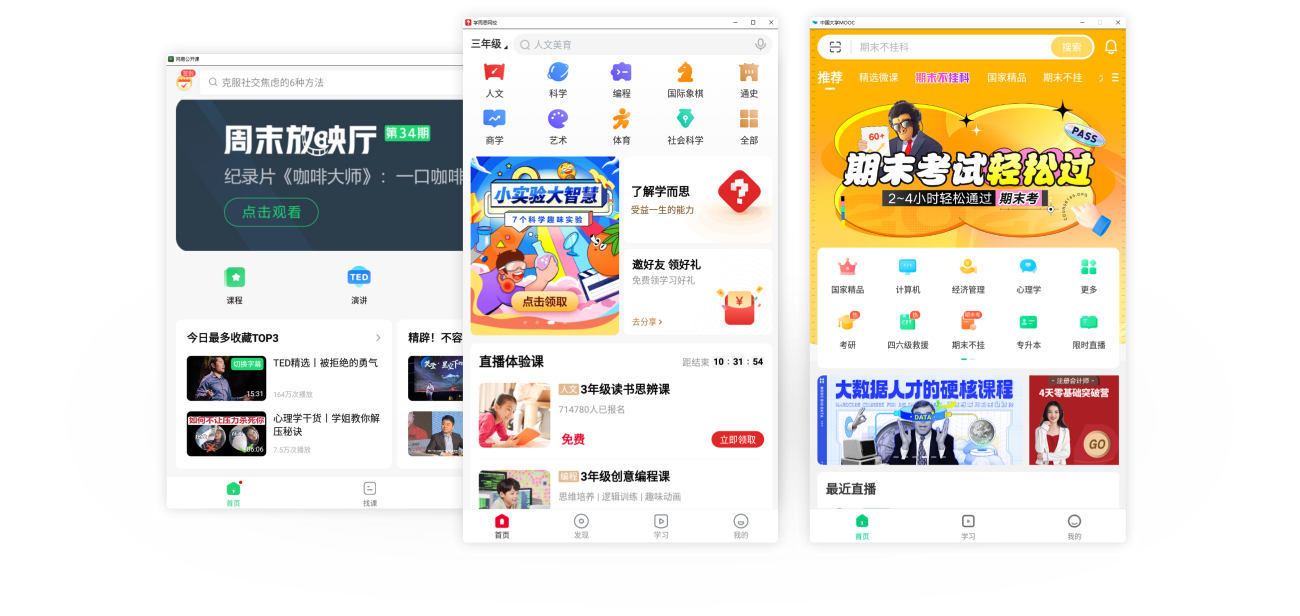 网易公开课
克服社交焦虑的6种方法
周末放映厅
第34期
纪录片《咖啡大师》：一口咖啡
点击观看
TED
课程
演讲
今日最多收藏TOP3
精辟！不容
切换字幕
15:31
TED精选丨被拒绝的勇气
164万次播放
如何不让压力杀死你
06:06
心理学干货丨学姐教你解
压秘诀
7.5万次播放
首页
找课
学而思网校
三年级
人文美育
人文
科学
编程
国际象棋
通史
商学
艺术
体育
社会科学
全部
小实验大智慧
7个科学趣味实验
点击领取
了解学而思
受益一生的能力
邀好友 领好礼
免费领学习好礼
去分享
直播体验课
距结束 10 : 31 : 54
人文 3年级读书思辨课
714780人已报名
免费
立即领取
编程 3年级创意编程课
思维培养 | 逻辑训练 | 趣味动画
首页
发现
学习
我的
中国大学MOOC
期末不挂科
搜索
推荐
精选微课
期末不挂科
国家精品
期末不挂
60+
PASS
期末考试轻松过
2~4小时轻松通过 期末考
国家精品
计算机
经济管理
心理学
更多
考研
四六级救援
期末不挂
专升本
限时直播
大数据人才的硬核课程
DATA
注册会计师
4天零基础突破营
GO
最近直播
首页
学习
我的